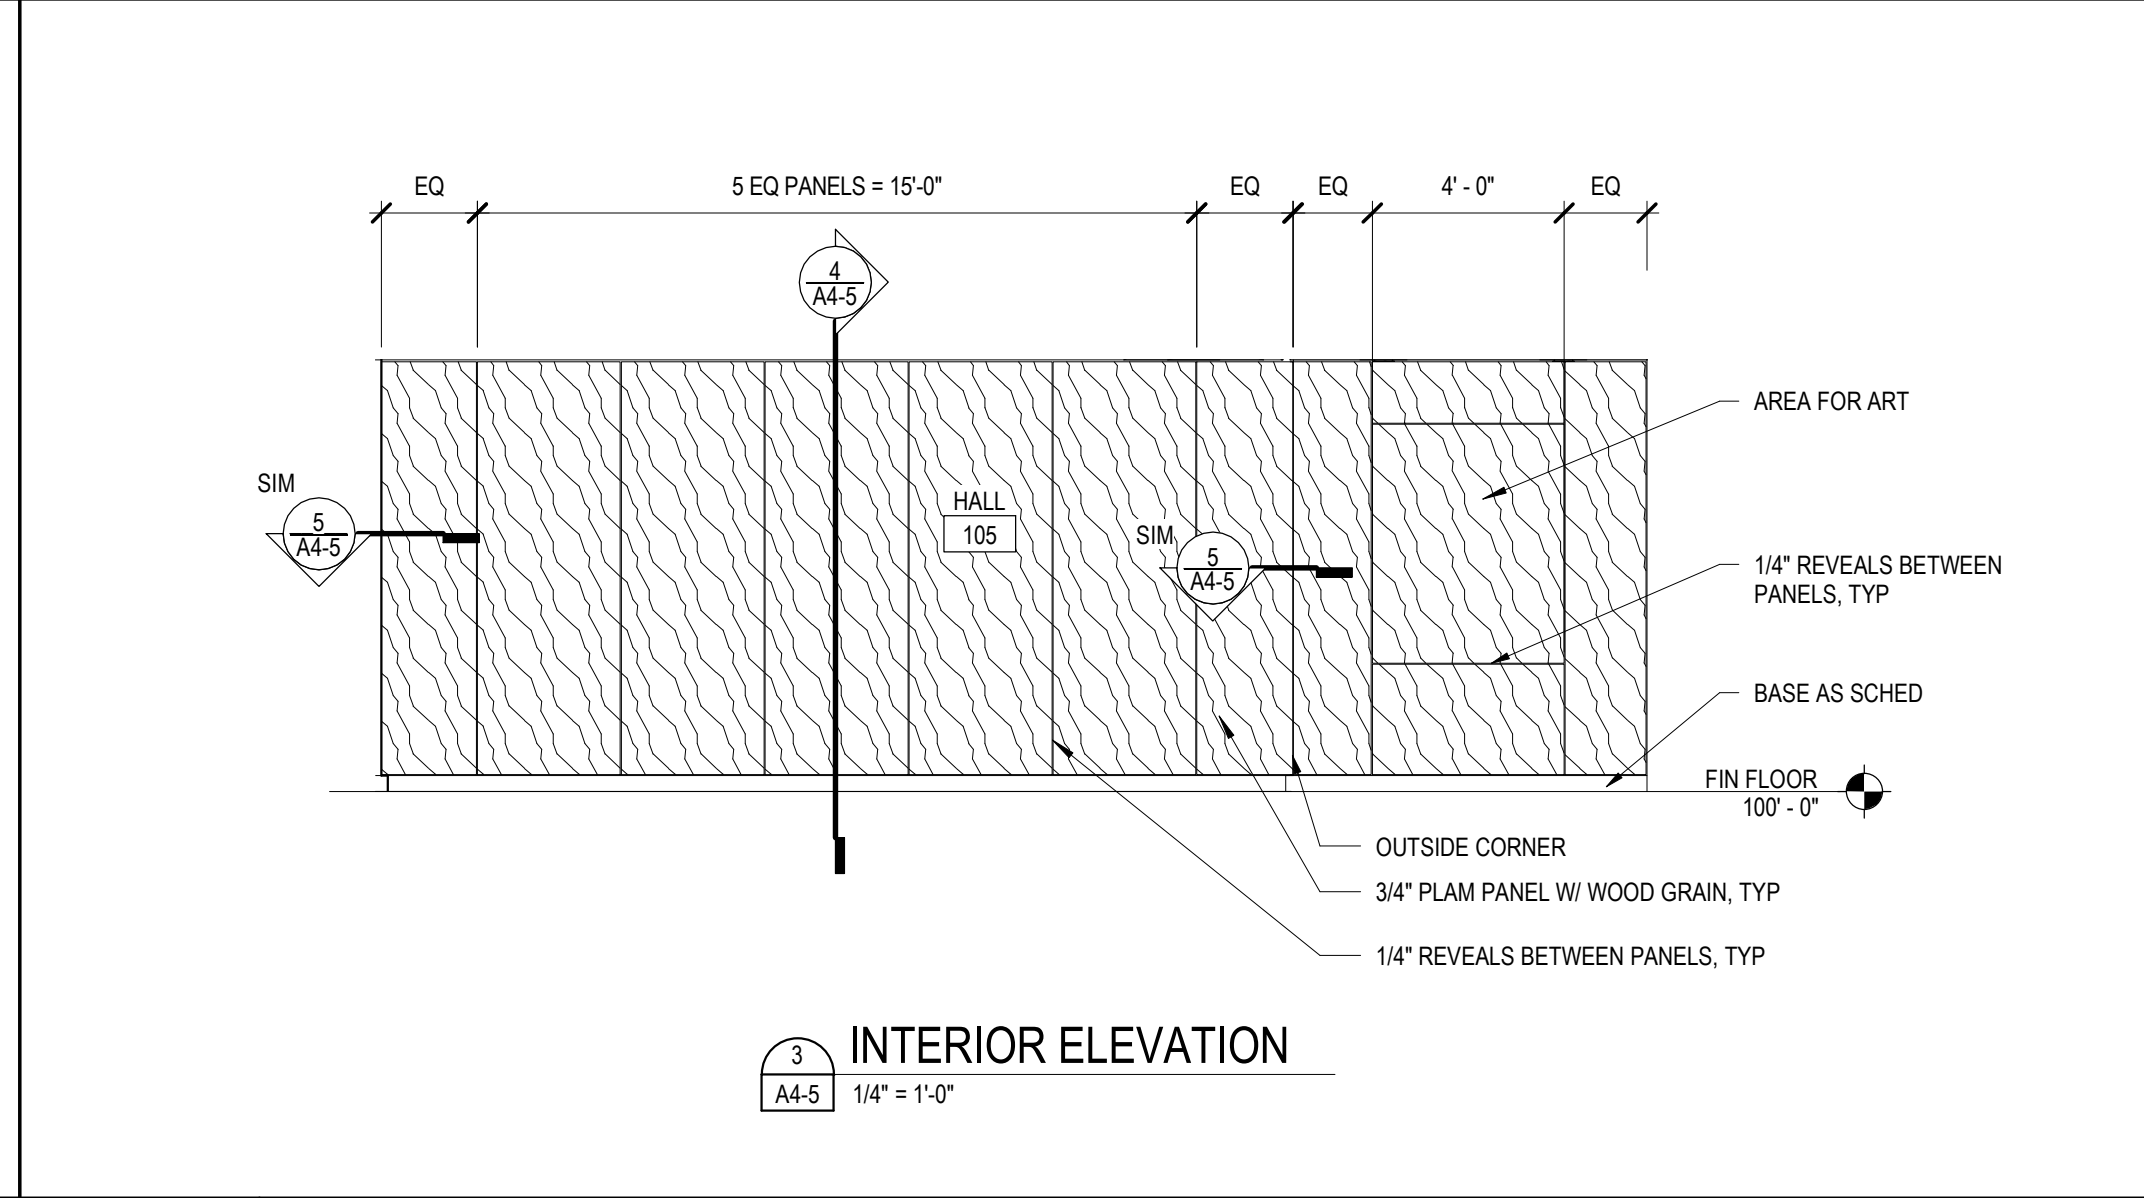 EQ
5 EQ PANELS = 15'-0"
EQ
EQ
4' - 0"
EQ
4
A4-5
AREA FOR ART
SIM
5
A4-5
HALL
105
SIM
5
A4-5
1/4" REVEALS BETWEEN
PANELS, TYP
BASE AS SCHED
FIN FLOOR
100' - 0"
OUTSIDE CORNER
3/4" PLAM PANEL W/ WOOD GRAIN, TYP
1/4" REVEALS BETWEEN PANELS, TYP
3
A4-5
INTERIOR ELEVATION
1/4" = 1'-0"